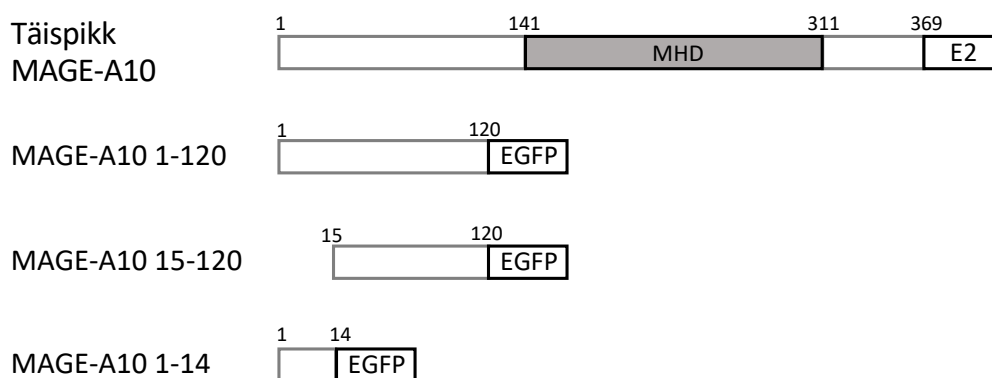 Täispikk
MAGE-A10
1 141 311 369
MHD E2
MAGE-A10 1-120
1 120
EGFP
MAGE-A10 15-120
15 120
EGFP
MAGE-A10 1-14
1 14
EGFP